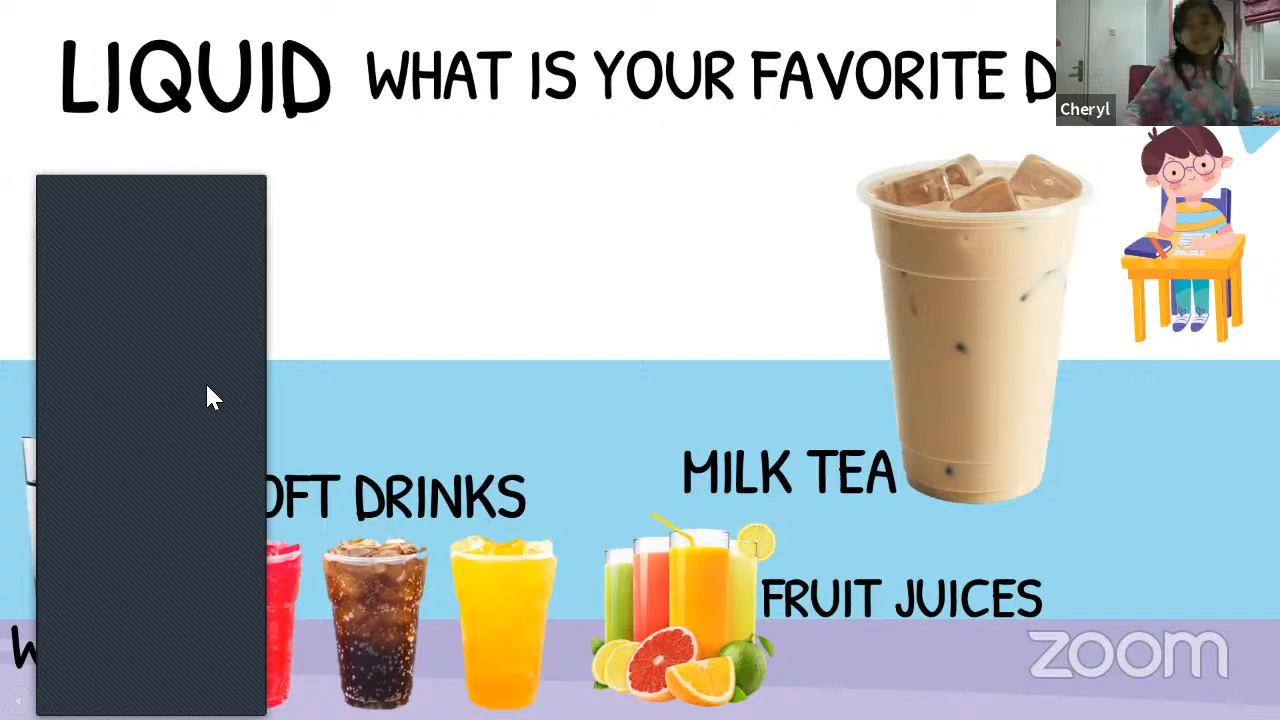 LIQUID WHAT IS YOUR FAVORITE D
Cheryl
MILK TEA
OFT DRINKS
FRUIT JUICES
W
zoom